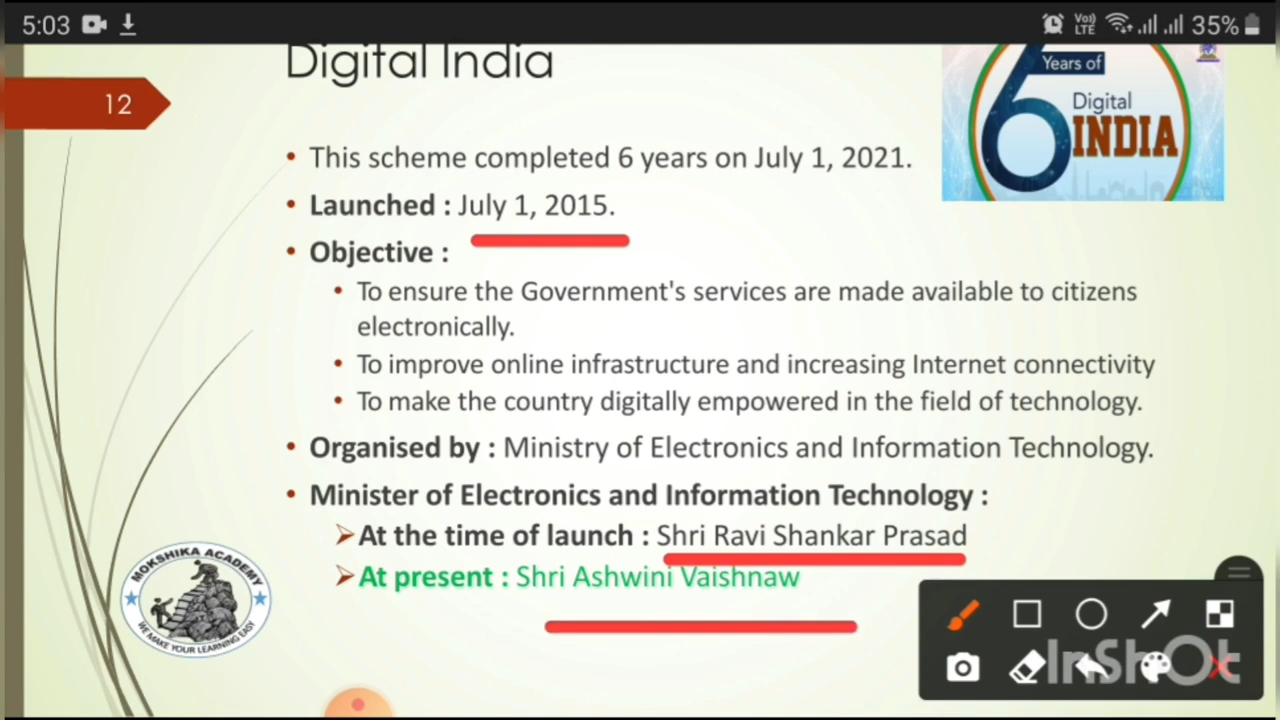 5:03
Vo)) LTE
35%
Digital India
12
6 Years of
Digital
INDIA
• This scheme completed 6 years on July 1, 2021.
• Launched : July 1, 2015.
• Objective :
• To ensure the Government's services are made available to citizens
electronically.
• To improve online infrastructure and increasing Internet connectivity
• To make the country digitally empowered in the field of technology.
• Organised by : Ministry of Electronics and Information Technology.
• Minister of Electronics and Information Technology :
➢At the time of launch : Shri Ravi Shankar Prasad
➢At present : Shri Ashwini Vaishnaw
MOKSHIKA ACADEMY
WE MAKE YOUR LEARNING EASY
InShOt